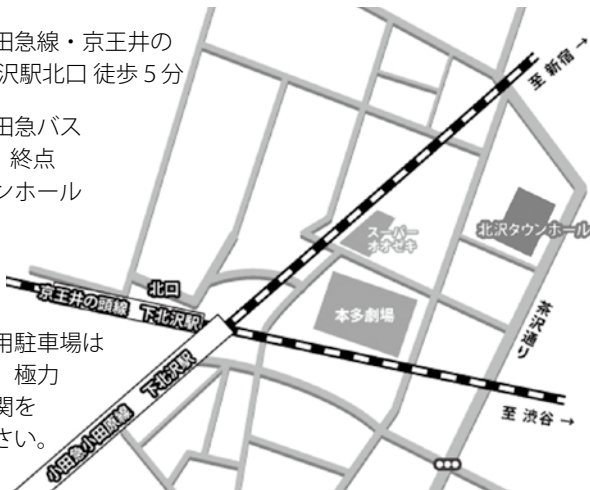 田急線・京王井の
沢駅北口 徒歩５分
田急バス
終点
ンホール
至 新宿 →
スーパー
オオゼキ
北沢タウンホール
北口
京王井の頭線 下北沢駅
本多劇場
茶沢通り
用駐車場は
極力
関を
さい。
小田急小田原線 下北沢駅
至 渋谷 →